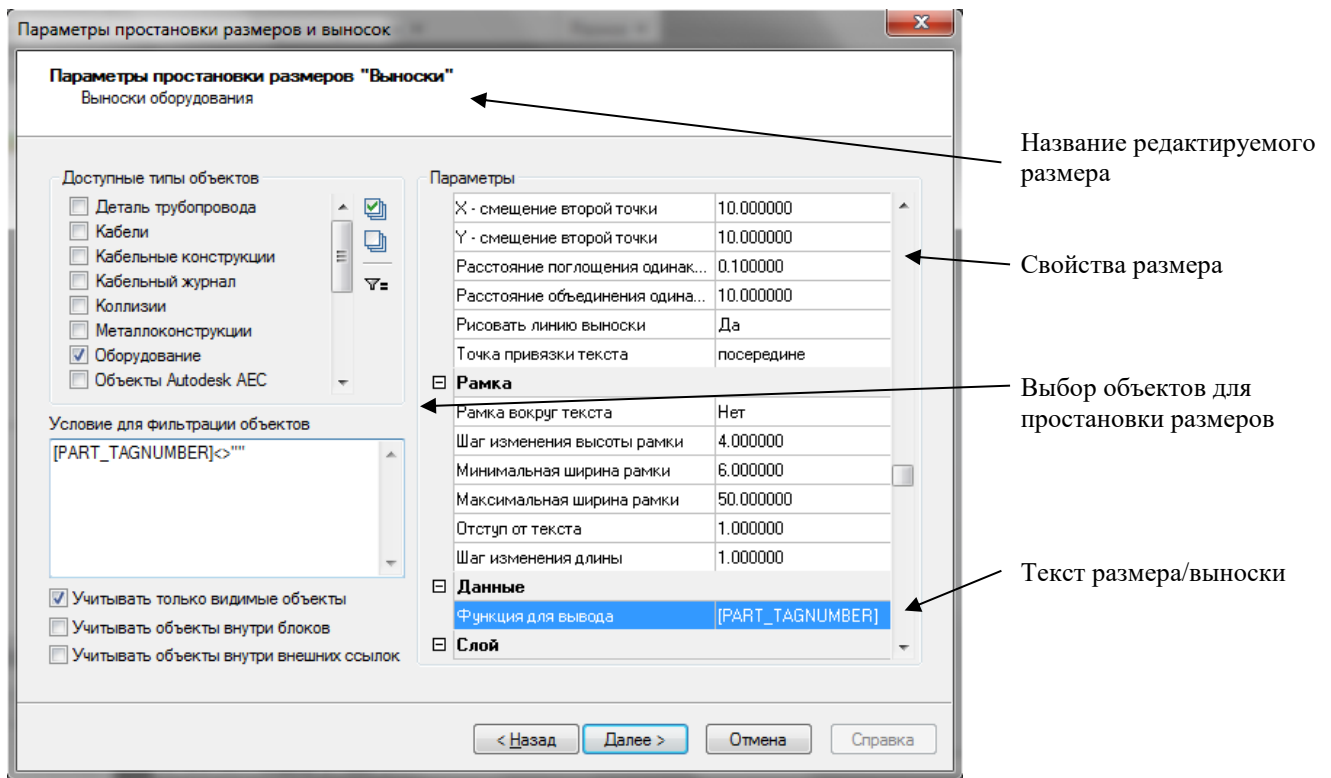 Параметры простановки размеров и выносок
Параметры простановки размеров "Выноски"
Выноски оборудования
Название редактируемого
размера
Доступные типы объектов
Деталь трубопровода
Кабели
Кабельные конструкции
Кабельный журнал
Коллизии
Металлоконструкции
Оборудование
Объекты Autodesk AEC
Условие для фильтрации объектов
[PART_TAGNUMBER]<>""
Учитывать только видимые объекты
Учитывать объекты внутри блоков
Учитывать объекты внутри внешних ссылок
Параметры
X - смещение второй точки 10.000000
Y - смещение второй точки 10.000000
Расстояние поглощения одинак... 0.100000
Расстояние объединения одина... 10.000000
Рисовать линию выноски Да
Точка привязки текста посередине
Рамка
Рамка вокруг текста Нет
Шаг изменения высоты рамки 4.000000
Минимальная ширина рамки 6.000000
Максимальная ширина рамки 50.000000
Отступ от текста 1.000000
Шаг изменения длины 1.000000
Данные
Функция для вывода [PART_TAGNUMBER]
Слой
Свойства размера
Выбор объектов для
простановки размеров
Текст размера/выноски
< Назад
Далее >
Отмена
Справка